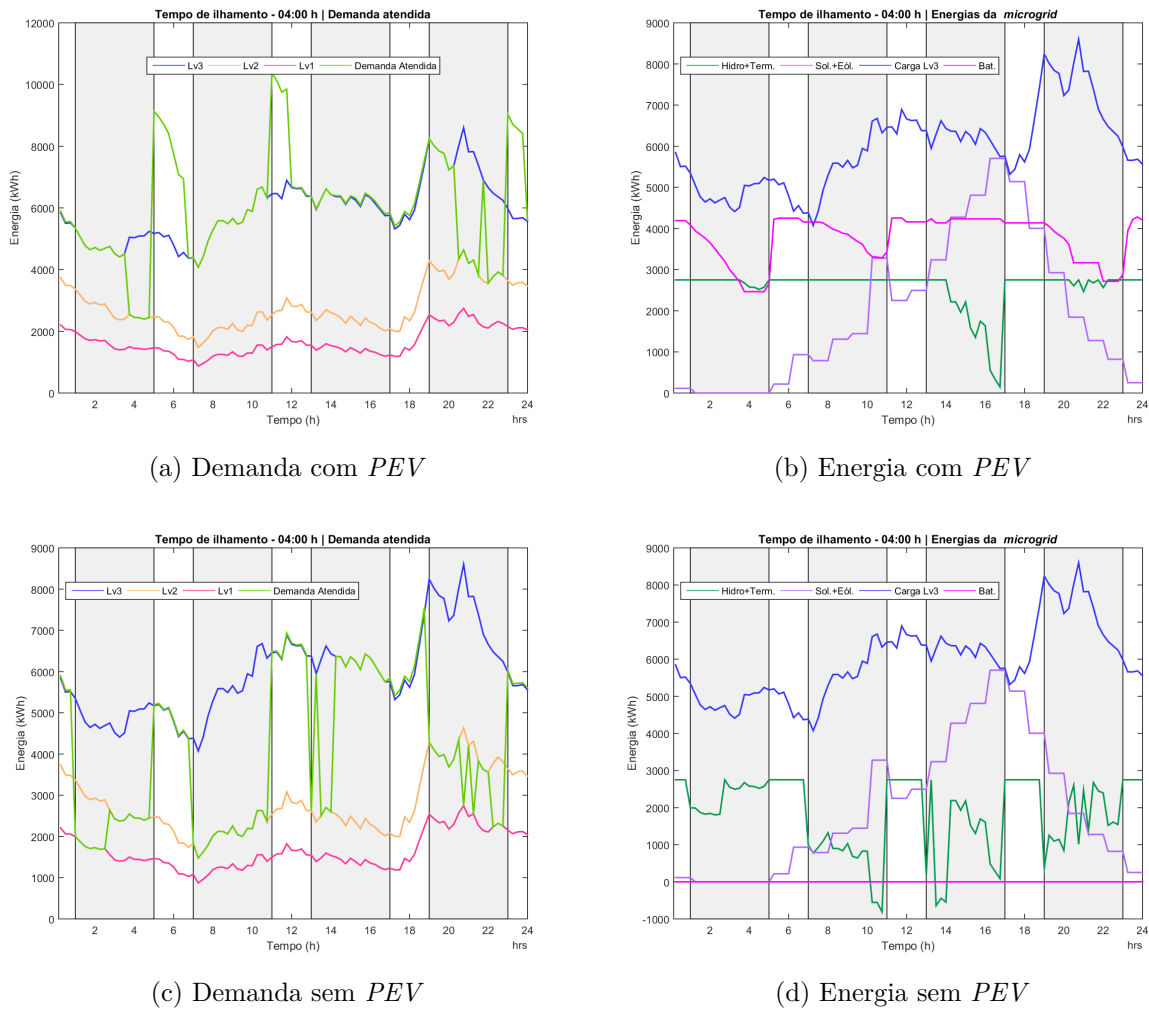 Tempo de ilhamento - 04:00 h | Demanda atendida
12000
10000
8000
6000
4000
2000
0
Energia (kWh)
Lv3 Lv2 Lv1 Demanda Atendida
2 4 6 8 10 12 14 16 18 20 22 24
Tempo (h) hrs
(a) Demanda com PEV
Tempo de ilhamento - 04:00 h | Energias da microgrid
9000
8000
7000
6000
5000
4000
3000
2000
1000
0
Energia (kWh)
Hidro+Term. Sol.+Eól. Carga Lv3 Bat.
2 4 6 8 10 12 14 16 18 20 22 24
Tempo (h) hrs
(b) Energia com PEV
Tempo de ilhamento - 04:00 h | Demanda atendida
9000
8000
7000
6000
5000
4000
3000
2000
1000
0
Energia (kWh)
Lv3 Lv2 Lv1 Demanda Atendida
2 4 6 8 10 12 14 16 18 20 22 24
Tempo (h) hrs
(c) Demanda sem PEV
Tempo de ilhamento - 04:00 h | Energias da microgrid
9000
8000
7000
6000
5000
4000
3000
2000
1000
0
-1000
Energia (kWh)
Hidro+Term. Sol.+Eól. Carga Lv3 Bat.
2 4 6 8 10 12 14 16 18 20 22 24
Tempo (h) hrs
(d) Energia sem PEV